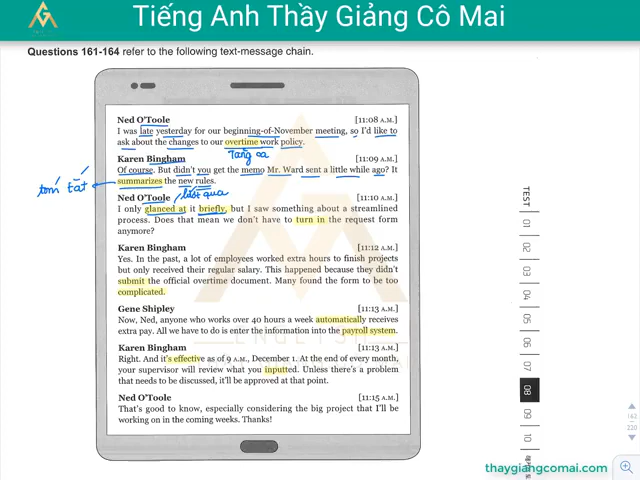 Tiếng Anh Thầy Giảng Cô Mai
Questions 161-164 refer to the following text-message chain.
Ned O'Toole [11:08 A.M.]
I was late yesterday for our beginning-of-November meeting, so I'd like to
ask about the changes to our overtime work policy.
Tăng ca
Karen Bingham [11:09 A.M.]
Of course. But didn't you get the memo Mr. Ward sent a little while ago? It
summarizes the new rules.
tóm tắt
lướt qua
Ned O'Toole [11:10 A.M.]
I only glanced at it briefly, but I saw something about a streamlined
process. Does that mean we don't have to turn in the request form
anymore?
Karen Bingham [11:12 A.M.]
Yes. In the past, a lot of employees worked extra hours to finish projects
but only received their regular salary. This happened because they didn't
submit the official overtime document. Many found the form to be too
complicated.
Gene Shipley [11:13 A.M.]
Now, Ned, anyone who works over 40 hours a week automatically receives
extra pay. All we have to do is enter the information into the payroll system.
ENGLISH
Karen Bingham [11:13 A.M.]
Right. And it's effective as of 9 A.M., December 1. At the end of every month,
your supervisor will review what you inputted. Unless there's a problem
that needs to be discussed, it'll be approved at that point.
Ned O'Toole [11:15 A.M.]
That's good to know, especially considering the big project that I'll be
working on in the coming weeks. Thanks!
TEST
01
02
03
04
05
06
07
08
09
10
162
220
thaygiangcomai.com